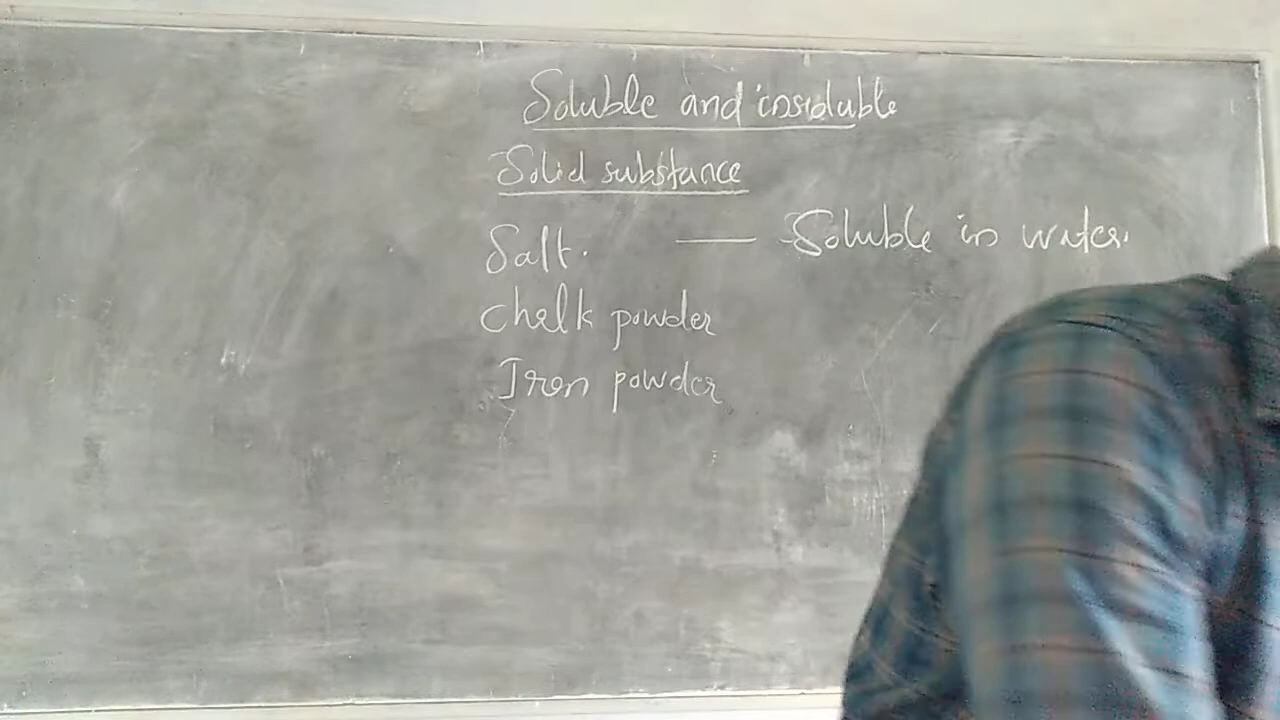 Soluble and insoluble
Solid substance
Salt. — Soluble in water.
Chalk powder
Iron powder